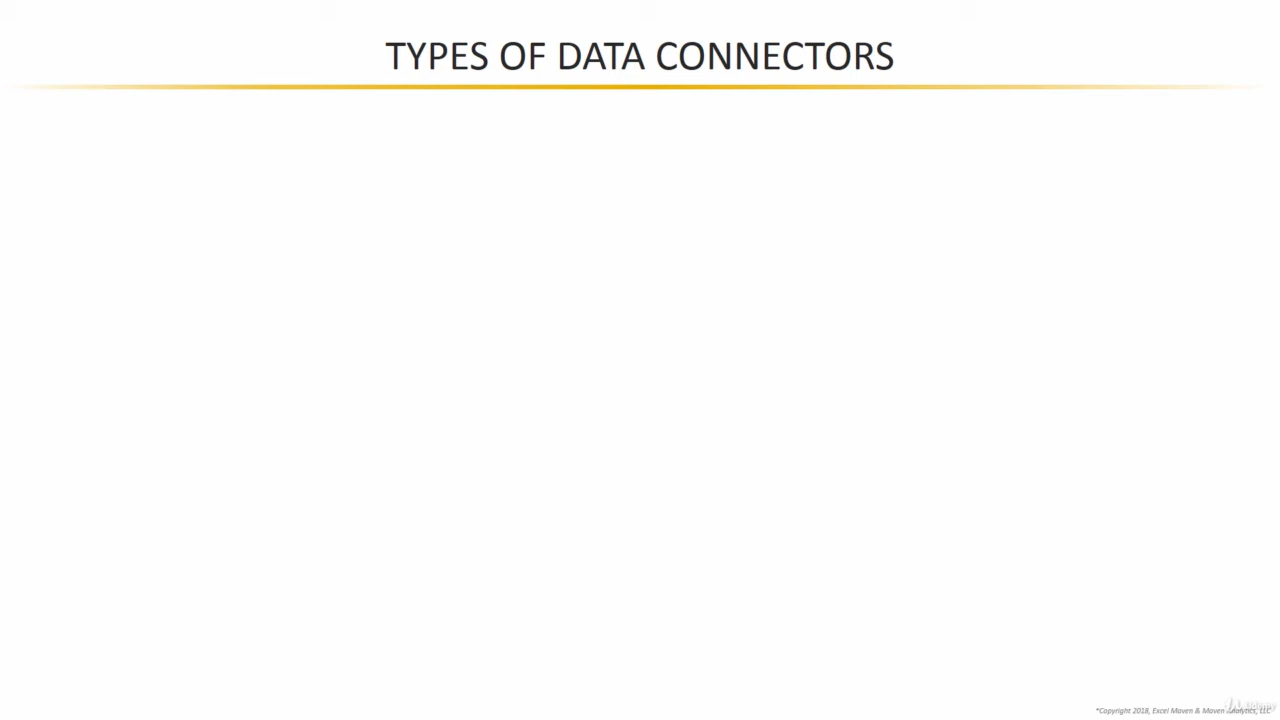 TYPES OF DATA CONNECTORS
*Copyright 2018, Excel Maven & Maven Analytics, LLC